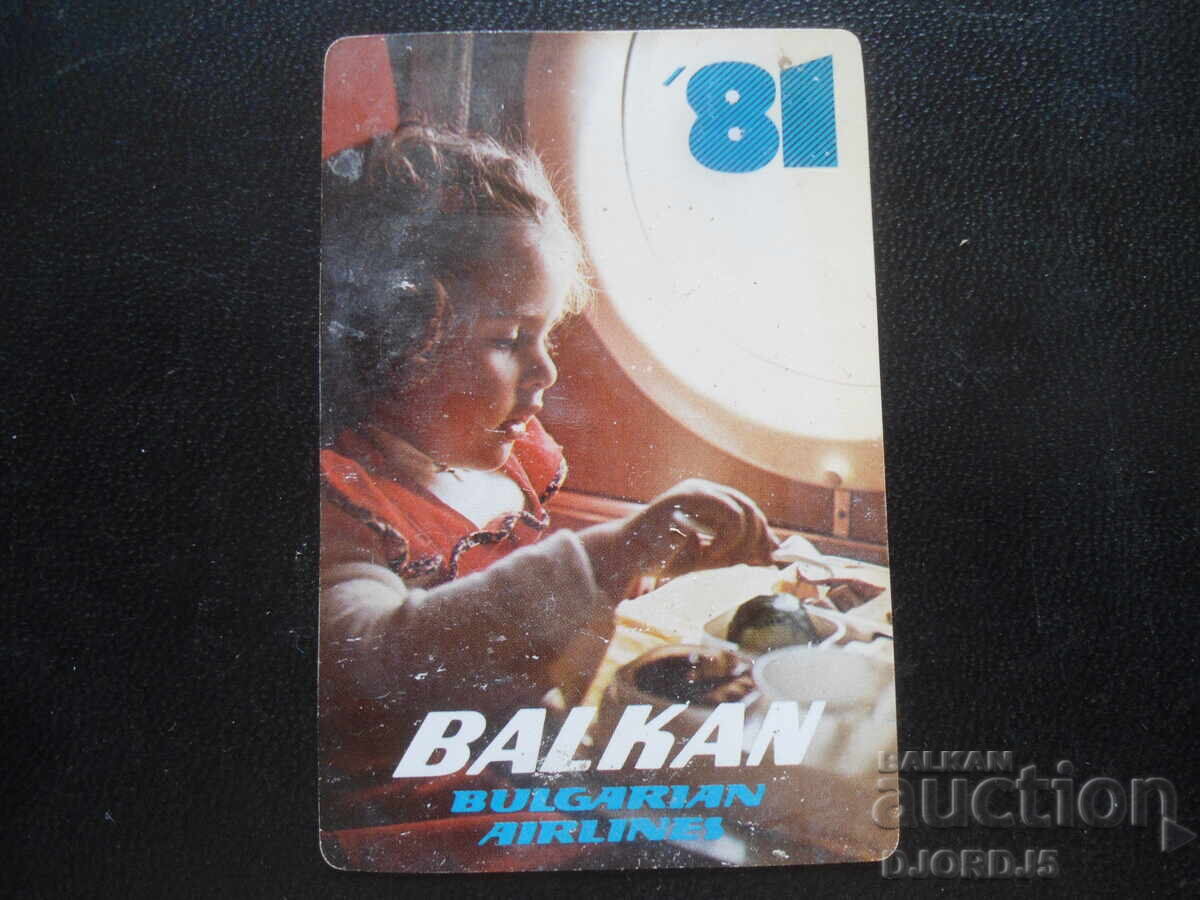 '81
BALKAN
BULGARIAN
AIRLINES
BALKAN
auction
DJORDJ5